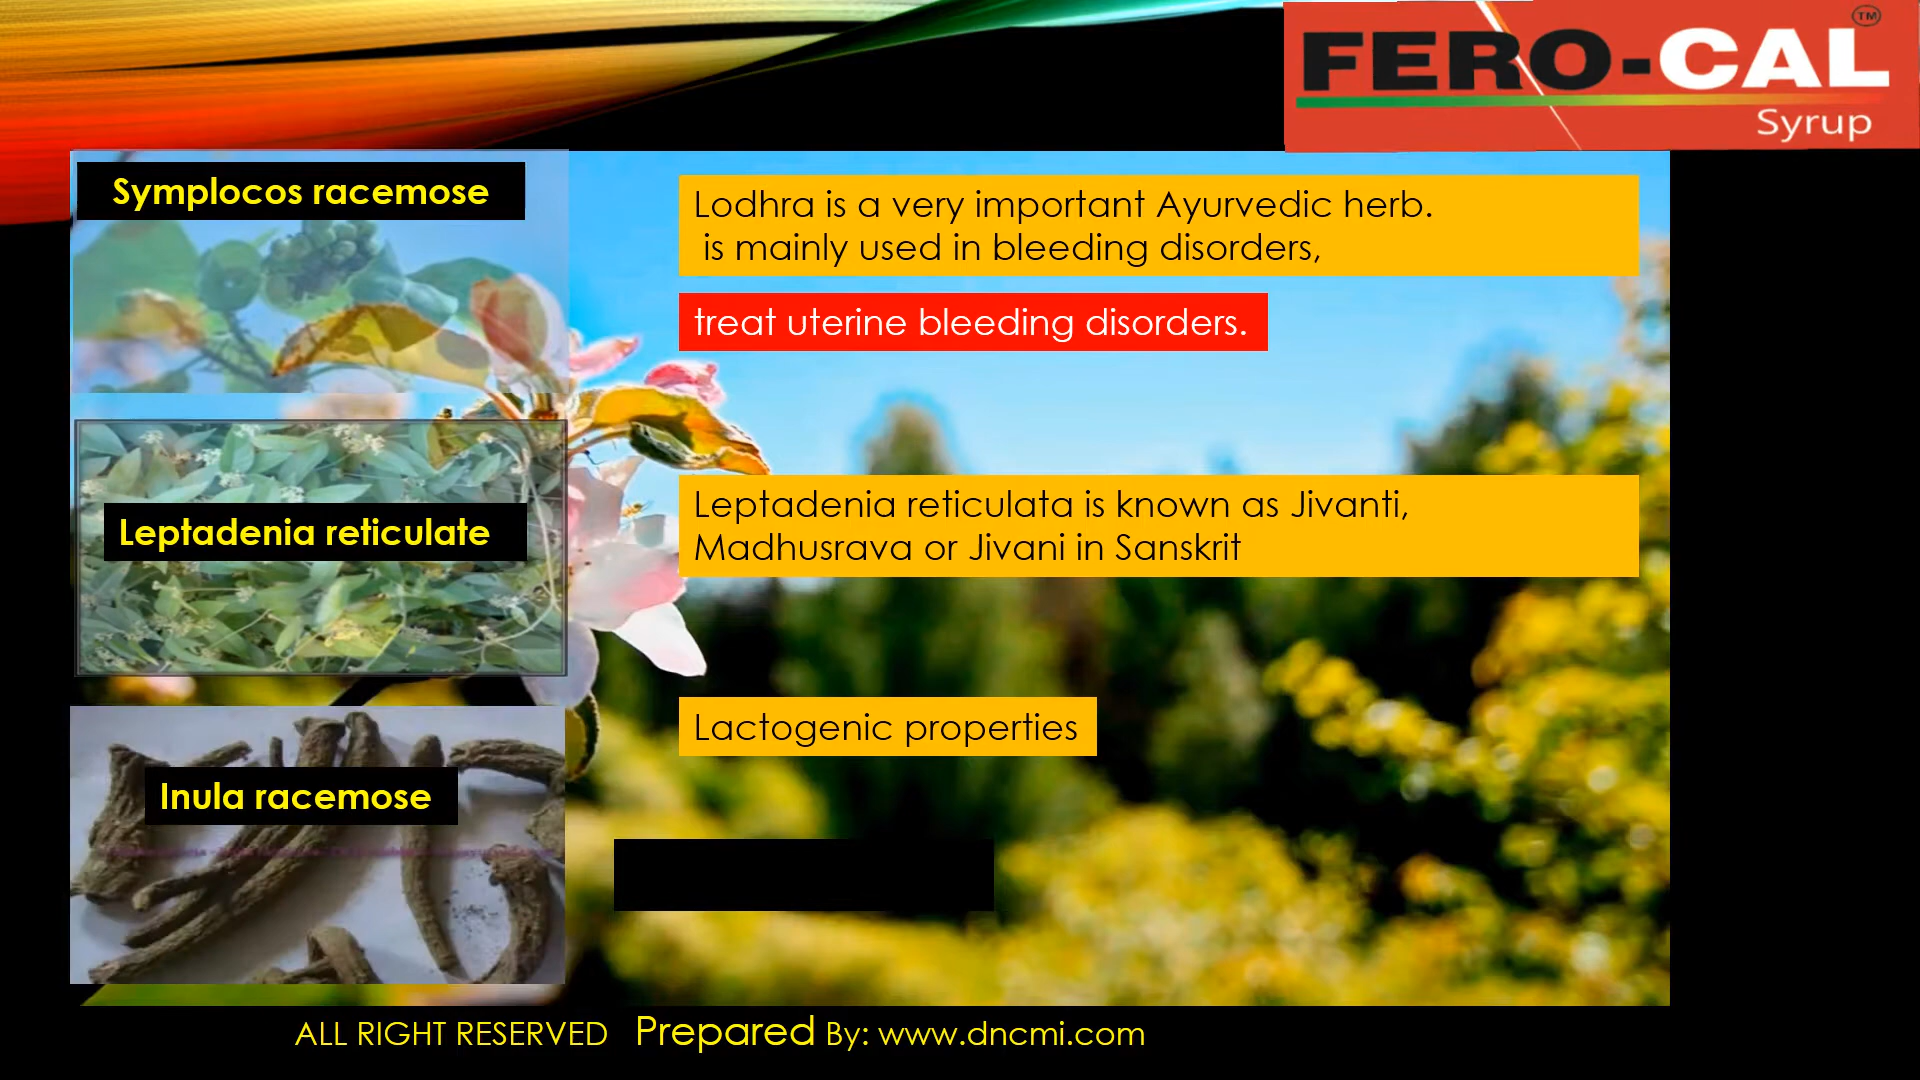 FERO-CAL TM
Syrup
Symplocos racemose
Lodhra is a very important Ayurvedic herb.
is mainly used in bleeding disorders,
treat uterine bleeding disorders.
Leptadenia reticulate
Leptadenia reticulata is known as Jivanti,
Madhusrava or Jivani in Sanskrit
Lactogenic properties
Inula racemose
ALL RIGHT RESERVED Prepared By: www.dncmi.com